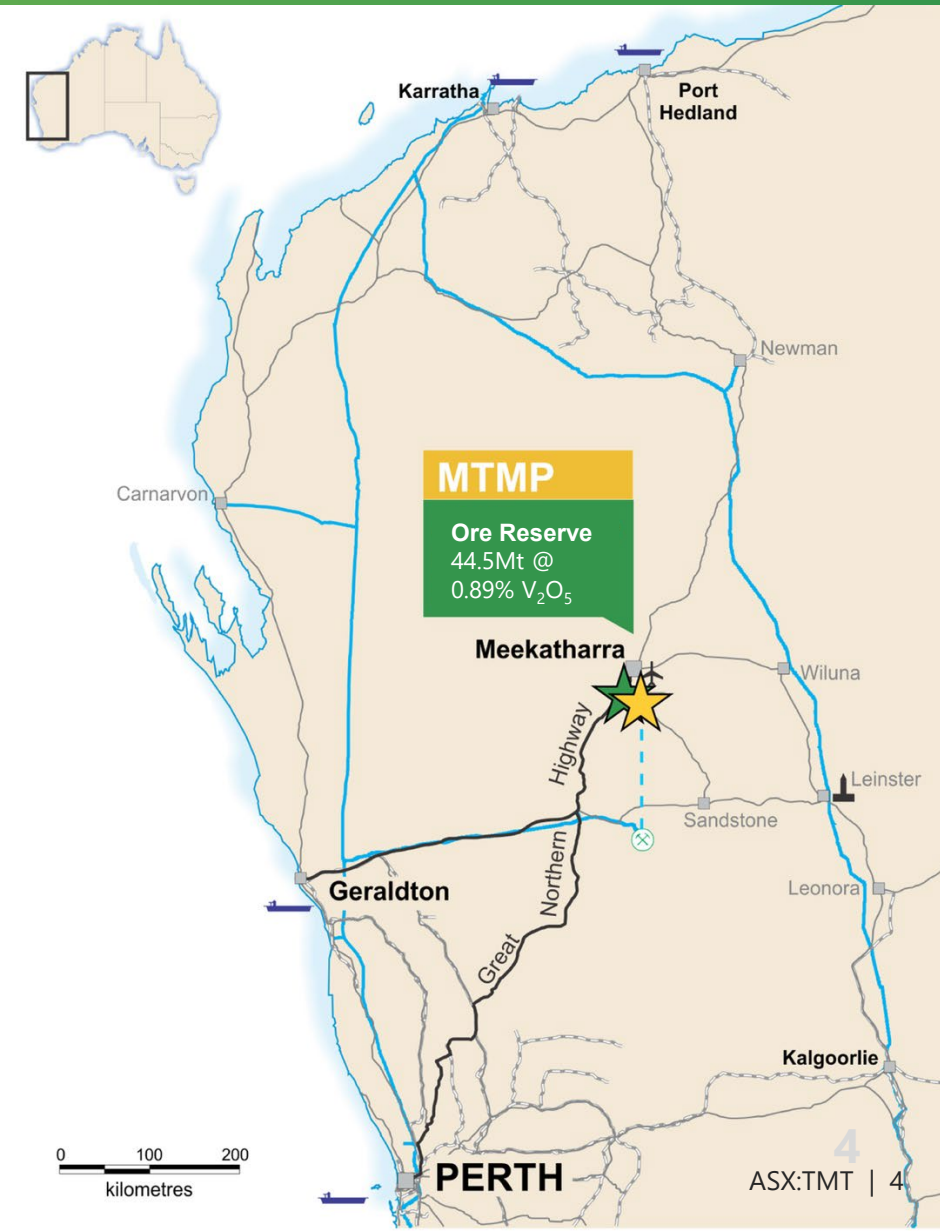 Karratha
Port
Hedland
Newman
Carnarvon
MTMP
Ore Reserve
44.5Mt @
0.89% V₂O₅
Meekatharra
Wiluna
Highway
Leinster
Sandstone
Northern
Geraldton
Leonora
Great
Kalgoorlie
0 100 200
kilometres
PERTH
4
ASX:TMT | 4